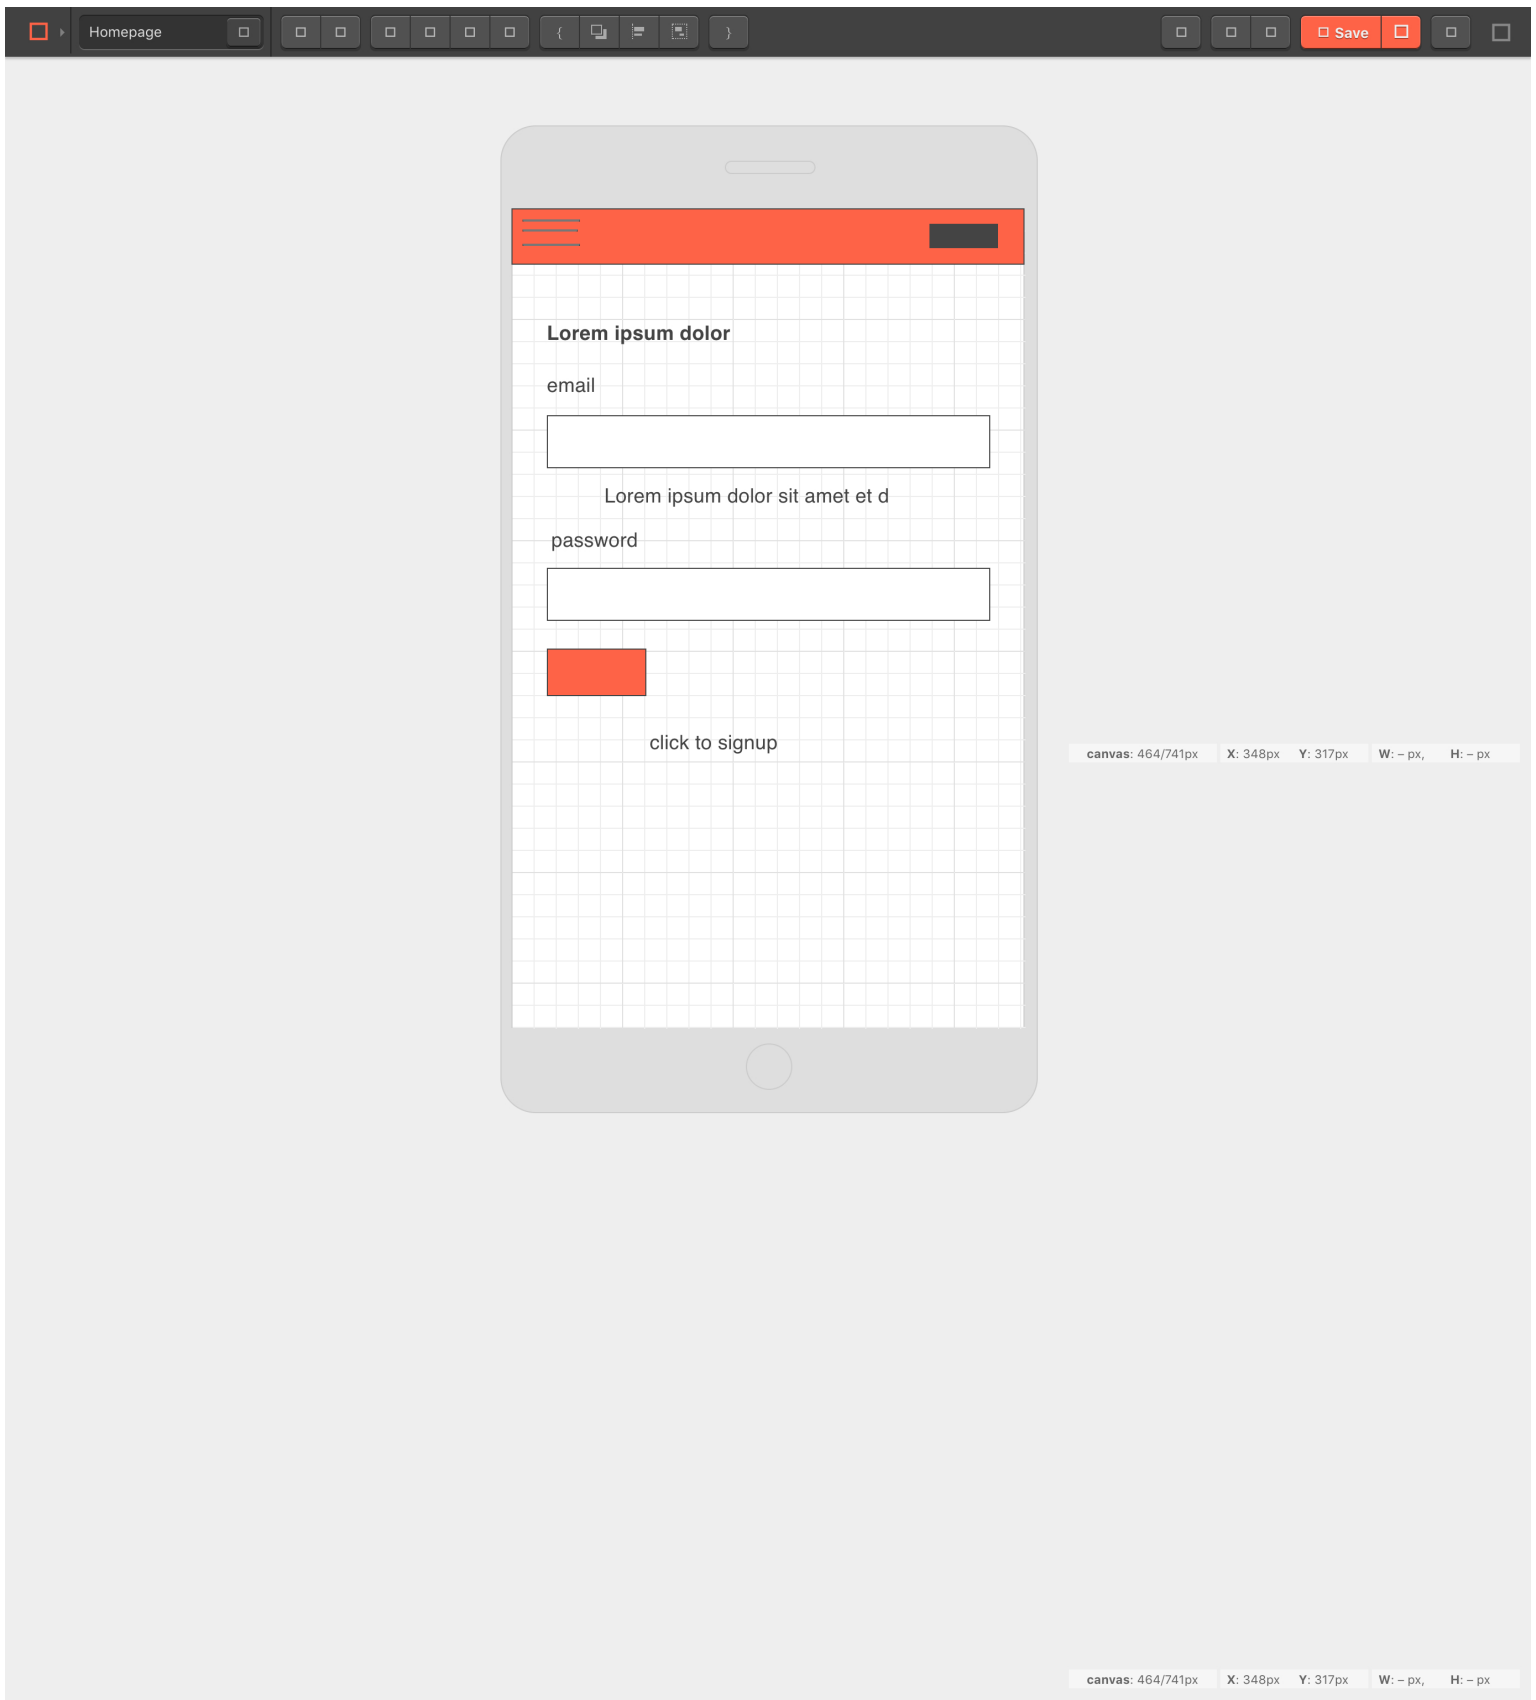 Homepage
{
}
Save
Lorem ipsum dolor
email
Lorem ipsum dolor sit amet et d
password
click to signup
canvas: 464/741px X: 348px Y: 317px W: – px, H: – px
canvas: 464/741px X: 348px Y: 317px W: – px, H: – px